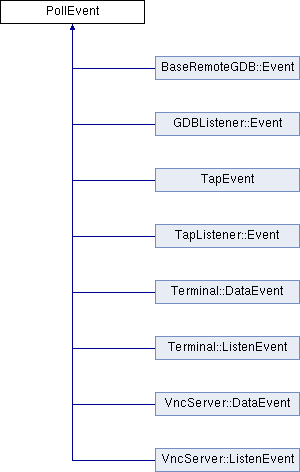 PollEvent
BaseRemoteGDB::Event
GDBListener::Event
TapEvent
TapListener::Event
Terminal::DataEvent
Terminal::ListenEvent
VncServer::DataEvent
VncServer::ListenEvent